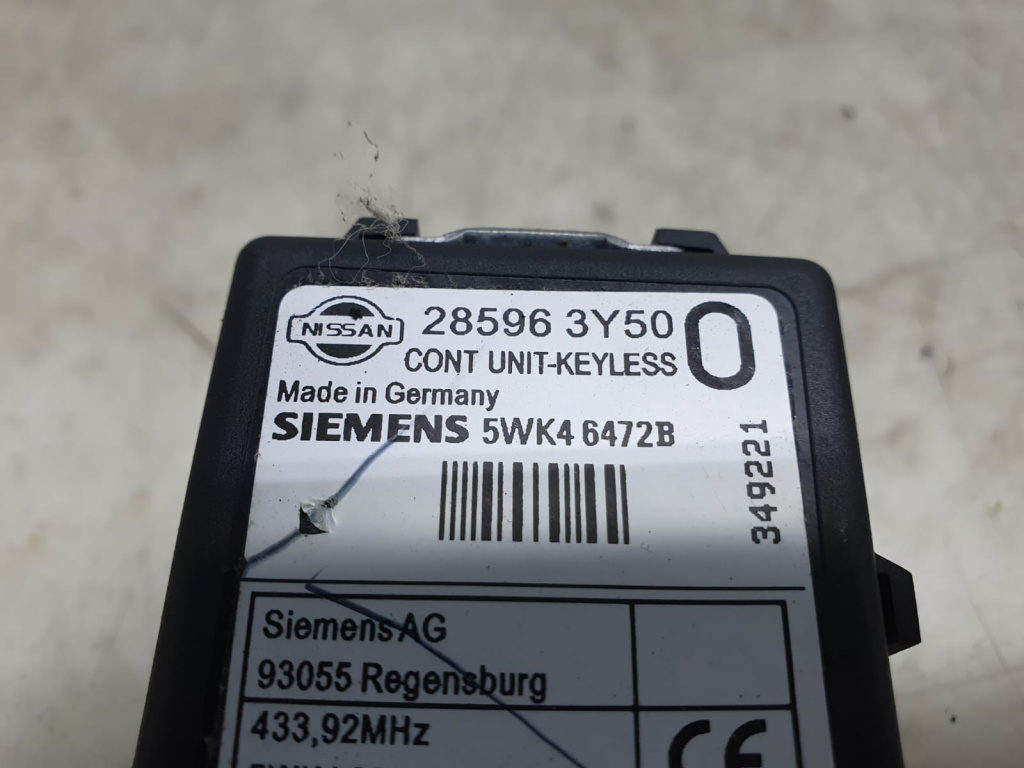 NISSAN 28596 3Y50 0
CONT UNIT-KEYLESS
Made in Germany
SIEMENS 5WK4 6472B
349221
Siemens AG
93055 Regensburg
433,92MHz
CE